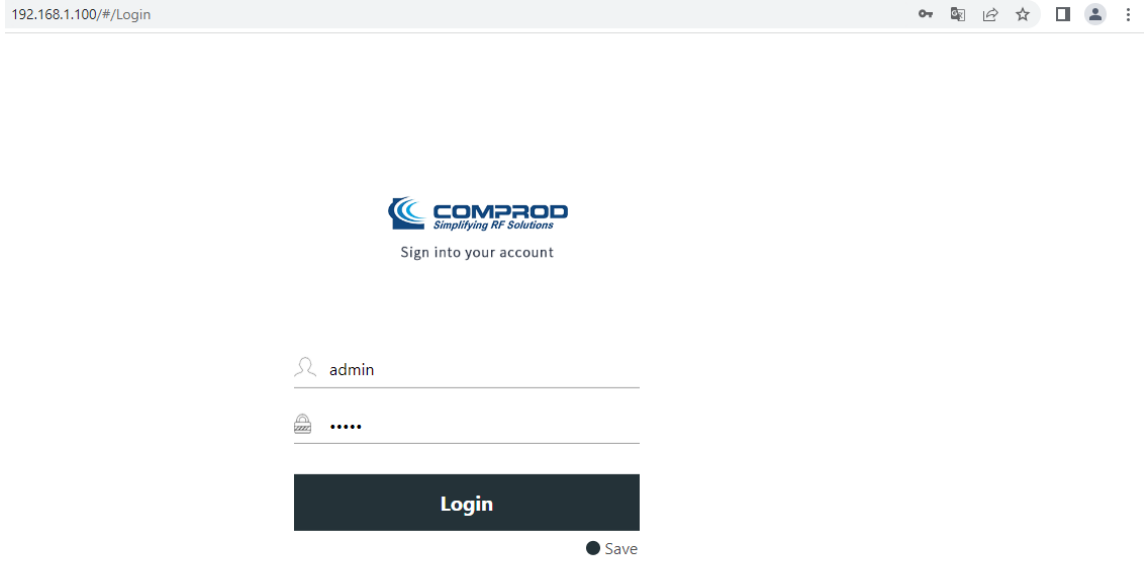 192.168.1.100/#/Login
COMPROD
Simplifying RF Solutions
Sign into your account
admin
•••••
Login
Save